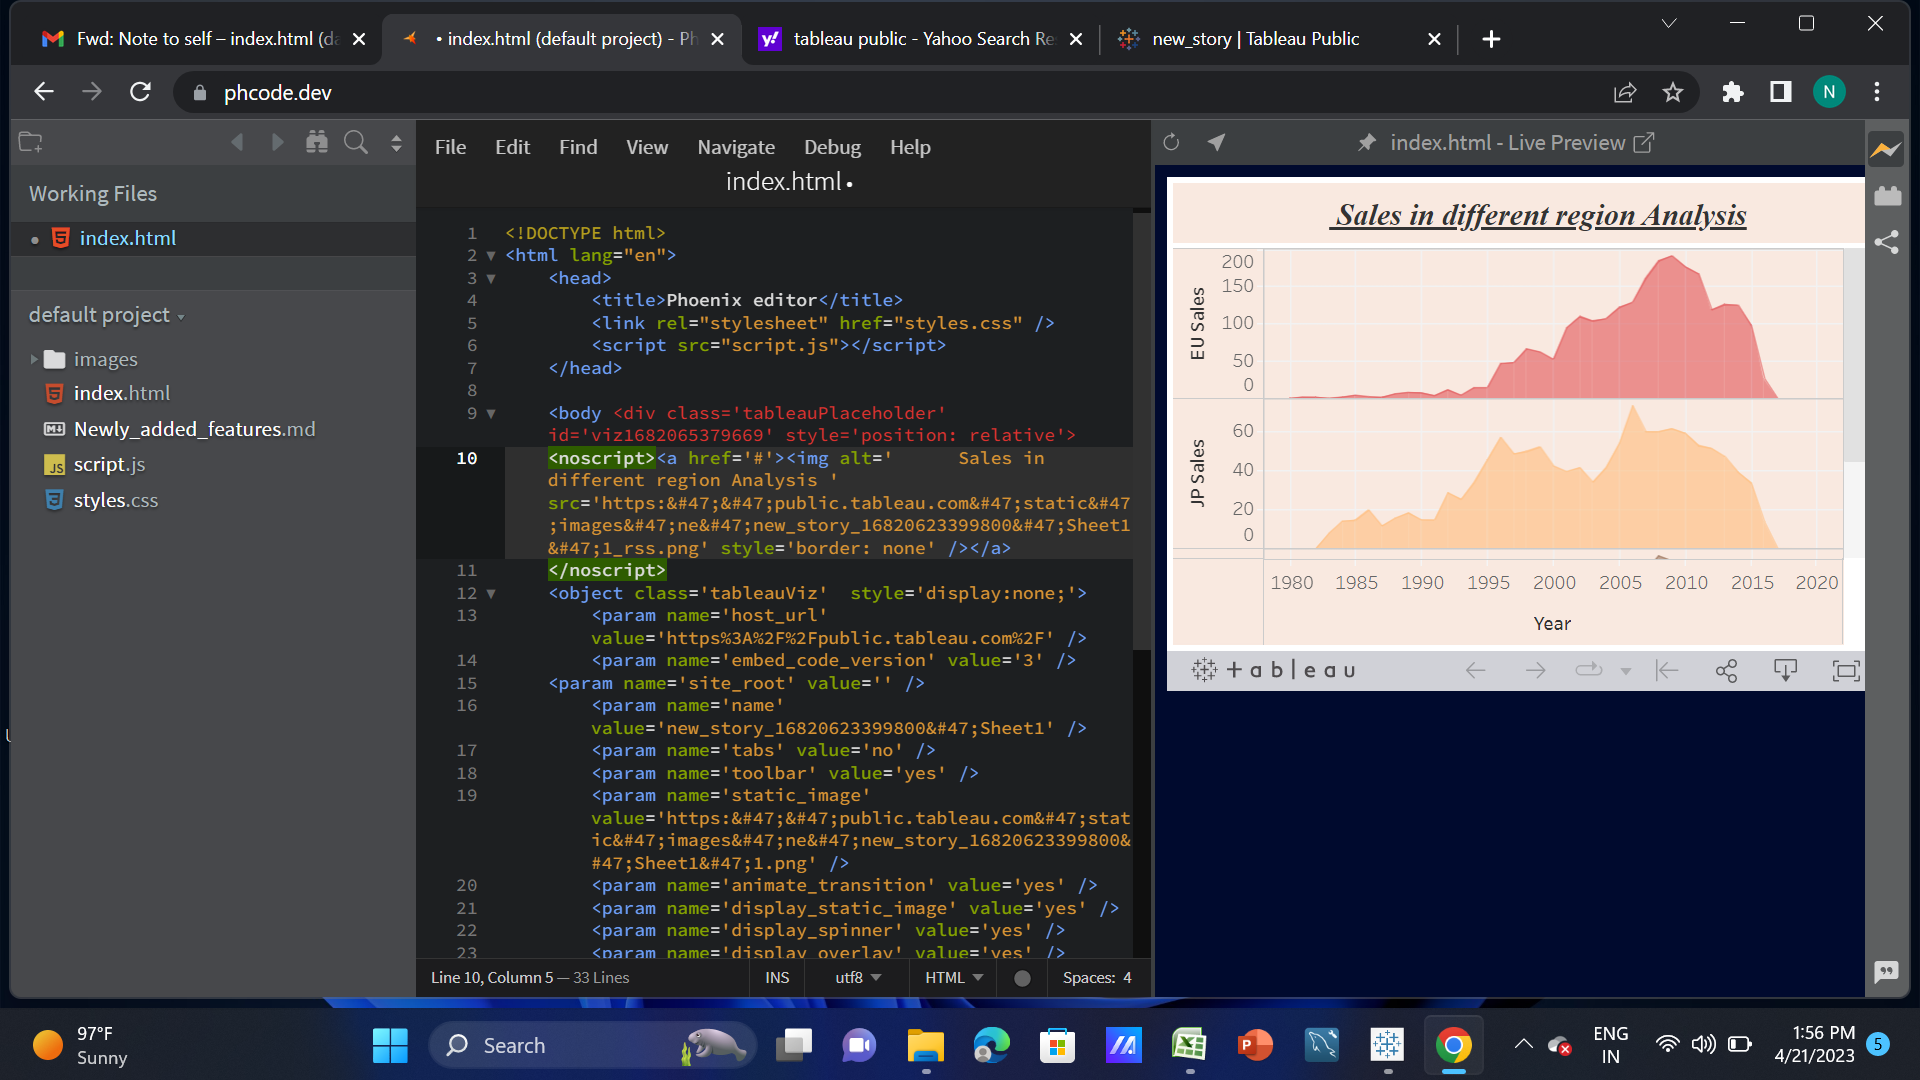 Fwd: Note to self – index.html (da
• index.html (default project) - Ph
tableau public - Yahoo Search Re
new_story | Tableau Public
phcode.dev
N
File Edit Find View Navigate Debug Help
index.html •
index.html - Live Preview
Working Files
index.html
default project
images
index.html
Newly_added_features.md
script.js
styles.css
1 <!DOCTYPE html>
2 <html lang="en">
3 <head>
4 <title>Phoenix editor</title>
5 <link rel="stylesheet" href="styles.css" />
6 <script src="script.js"></script>
7 </head>
8
9 <body <div class='tableauPlaceholder'
id='viz1682065379669' style='position: relative'>
10 <noscript><a href='#'><img alt=' Sales in
different region Analysis '
src='https:&#47;&#47;public.tableau.com&#47;static&#47
;images&#47;ne&#47;new_story_16820623399800&#47;Sheet1
&#47;1_rss.png' style='border: none' /></a>
11 </noscript>
12 <object class='tableauViz' style='display:none;'>
13 <param name='host_url'
value='https%3A%2F%2Fpublic.tableau.com%2F' />
14 <param name='embed_code_version' value='3' />
15 <param name='site_root' value='' />
16 <param name='name'
value='new_story_16820623399800&#47;Sheet1' />
17 <param name='tabs' value='no' />
18 <param name='toolbar' value='yes' />
19 <param name='static_image'
value='https:&#47;&#47;public.tableau.com&#47;stat
ic&#47;images&#47;ne&#47;new_story_16820623399800&
#47;Sheet1&#47;1.png' />
20 <param name='animate_transition' value='yes' />
21 <param name='display_static_image' value='yes' />
22 <param name='display_spinner' value='yes' />
23 <param name='display_overlay' value='yes' />
Line 10, Column 5 — 33 Lines
INS
utf8
HTML
Spaces: 4
Sales in different region Analysis
EU Sales
200
150
100
50
0
JP Sales
60
40
20
0
1980 1985 1990 1995 2000 2005 2010 2015 2020
Year
+ a b | e a u
97°F
Sunny
Search
ENG
IN
1:56 PM
4/21/2023
5